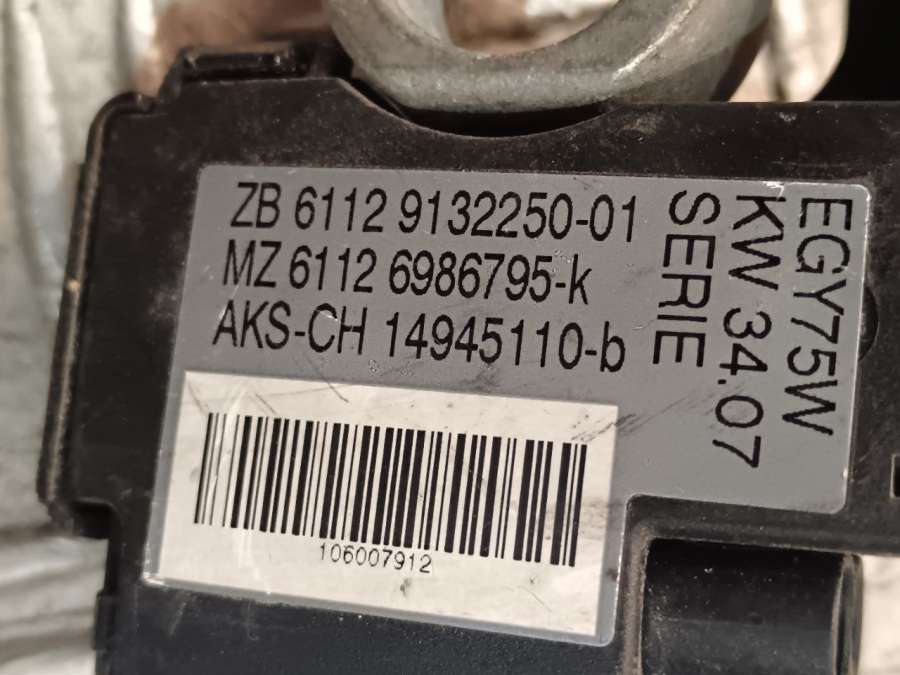 ZB 6112 9132250-01
MZ 6112 6986795-k
AKS-CH 14945110-b
EGY75W
KW 34.07
SERIE
106007912